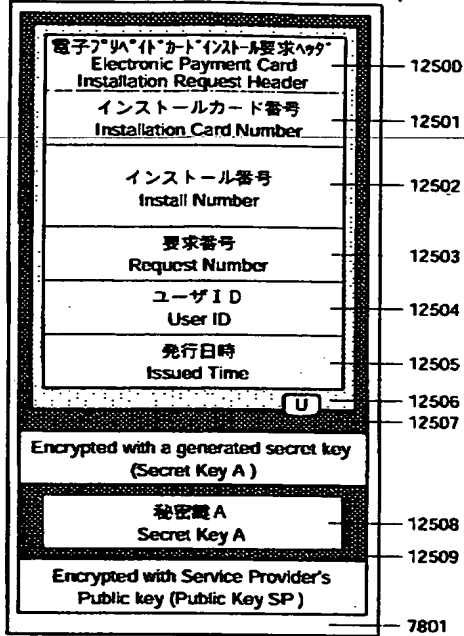 電子プリペイドカードインストール要求ヘッダ
Electronic Payment Card
Installation Request Header
12500
インストールカード番号
Installation Card Number
12501
インストール番号
Install Number
12502
要求番号
Request Number
12503
ユーザID
User ID
12504
発行日時
Issued Time
12505
U
12506
12507
Encrypted with a generated secret key
(Secret Key A)
秘密鍵A
Secret Key A
12508
12509
Encrypted with Service Provider's
Public key (Public Key SP)
7801